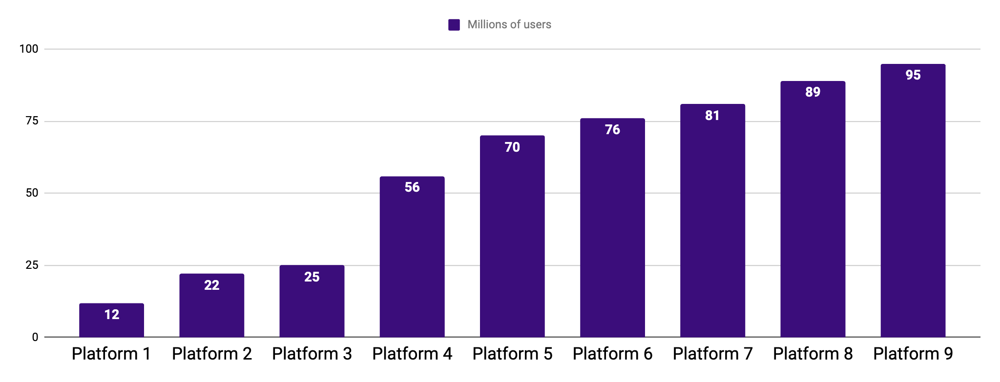 Millions of users
100
75
50
25
0
12
22
25
56
70
76
81
89
95
Platform 1
Platform 2
Platform 3
Platform 4
Platform 5
Platform 6
Platform 7
Platform 8
Platform 9